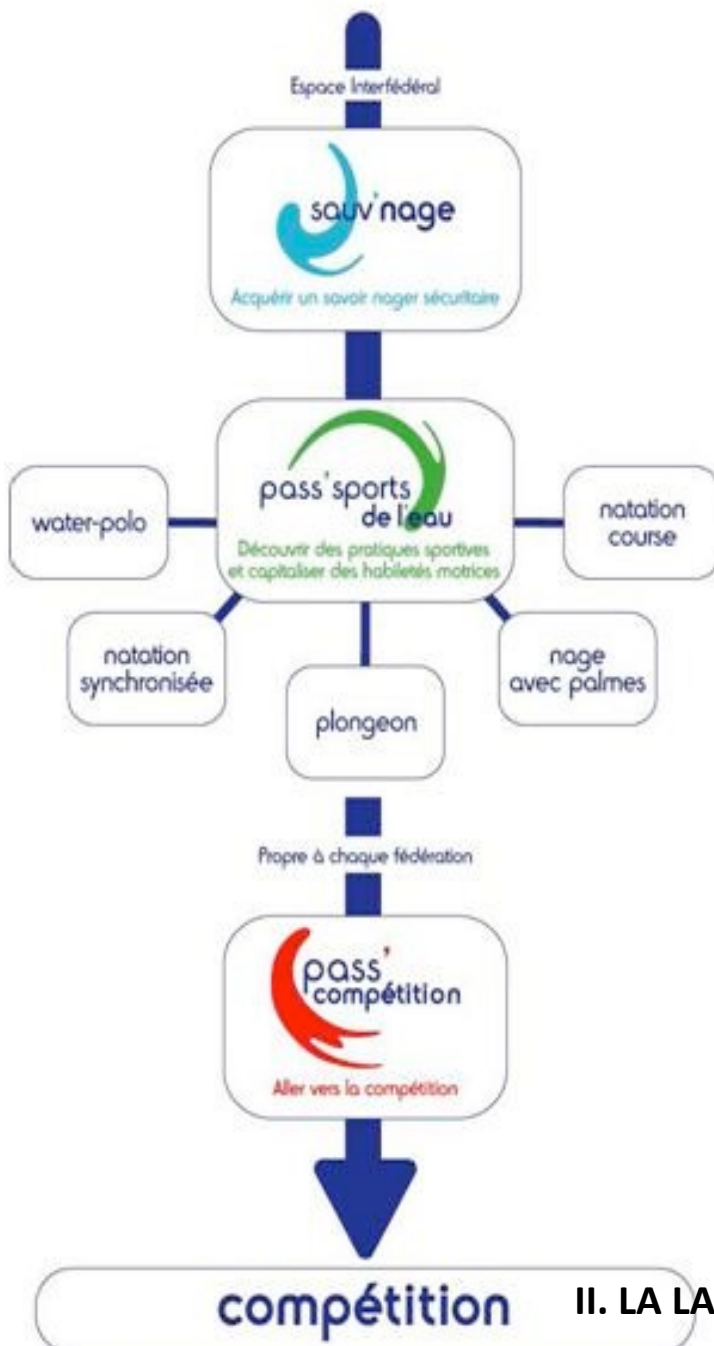 Espace Interfédéral
sauv'nage
Acquérir un savoir nager sécuritaire
pass'sports
de l'eau
Découvrir des pratiques sportives
et capitaliser des habiletés motrices
water-polo
natation
course
natation
synchronisée
nage
avec palmes
plongeon
Propre à chaque fédération
pass'
compétition
Aller vers la compétition
compétition
II. LA LA